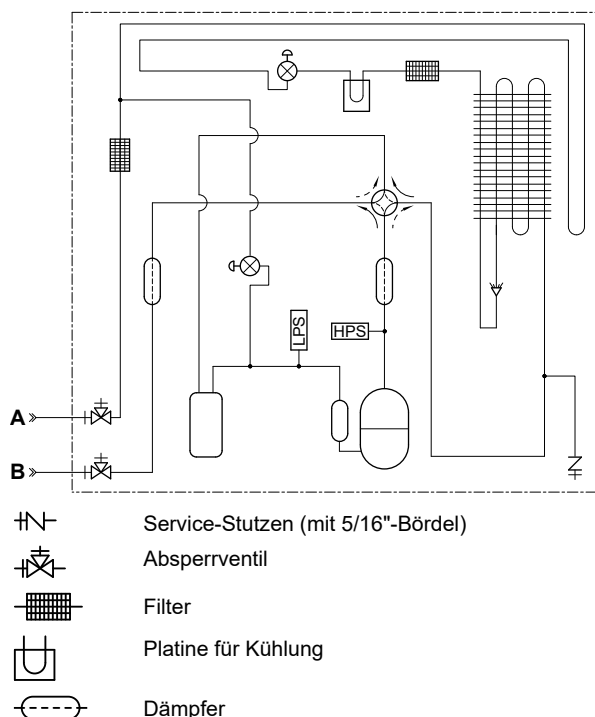 LPS
HPS
A
B
Service-Stutzen (mit 5/16"-Bördel)
Absperrventil
Filter
Platine für Kühlung
Dämpfer